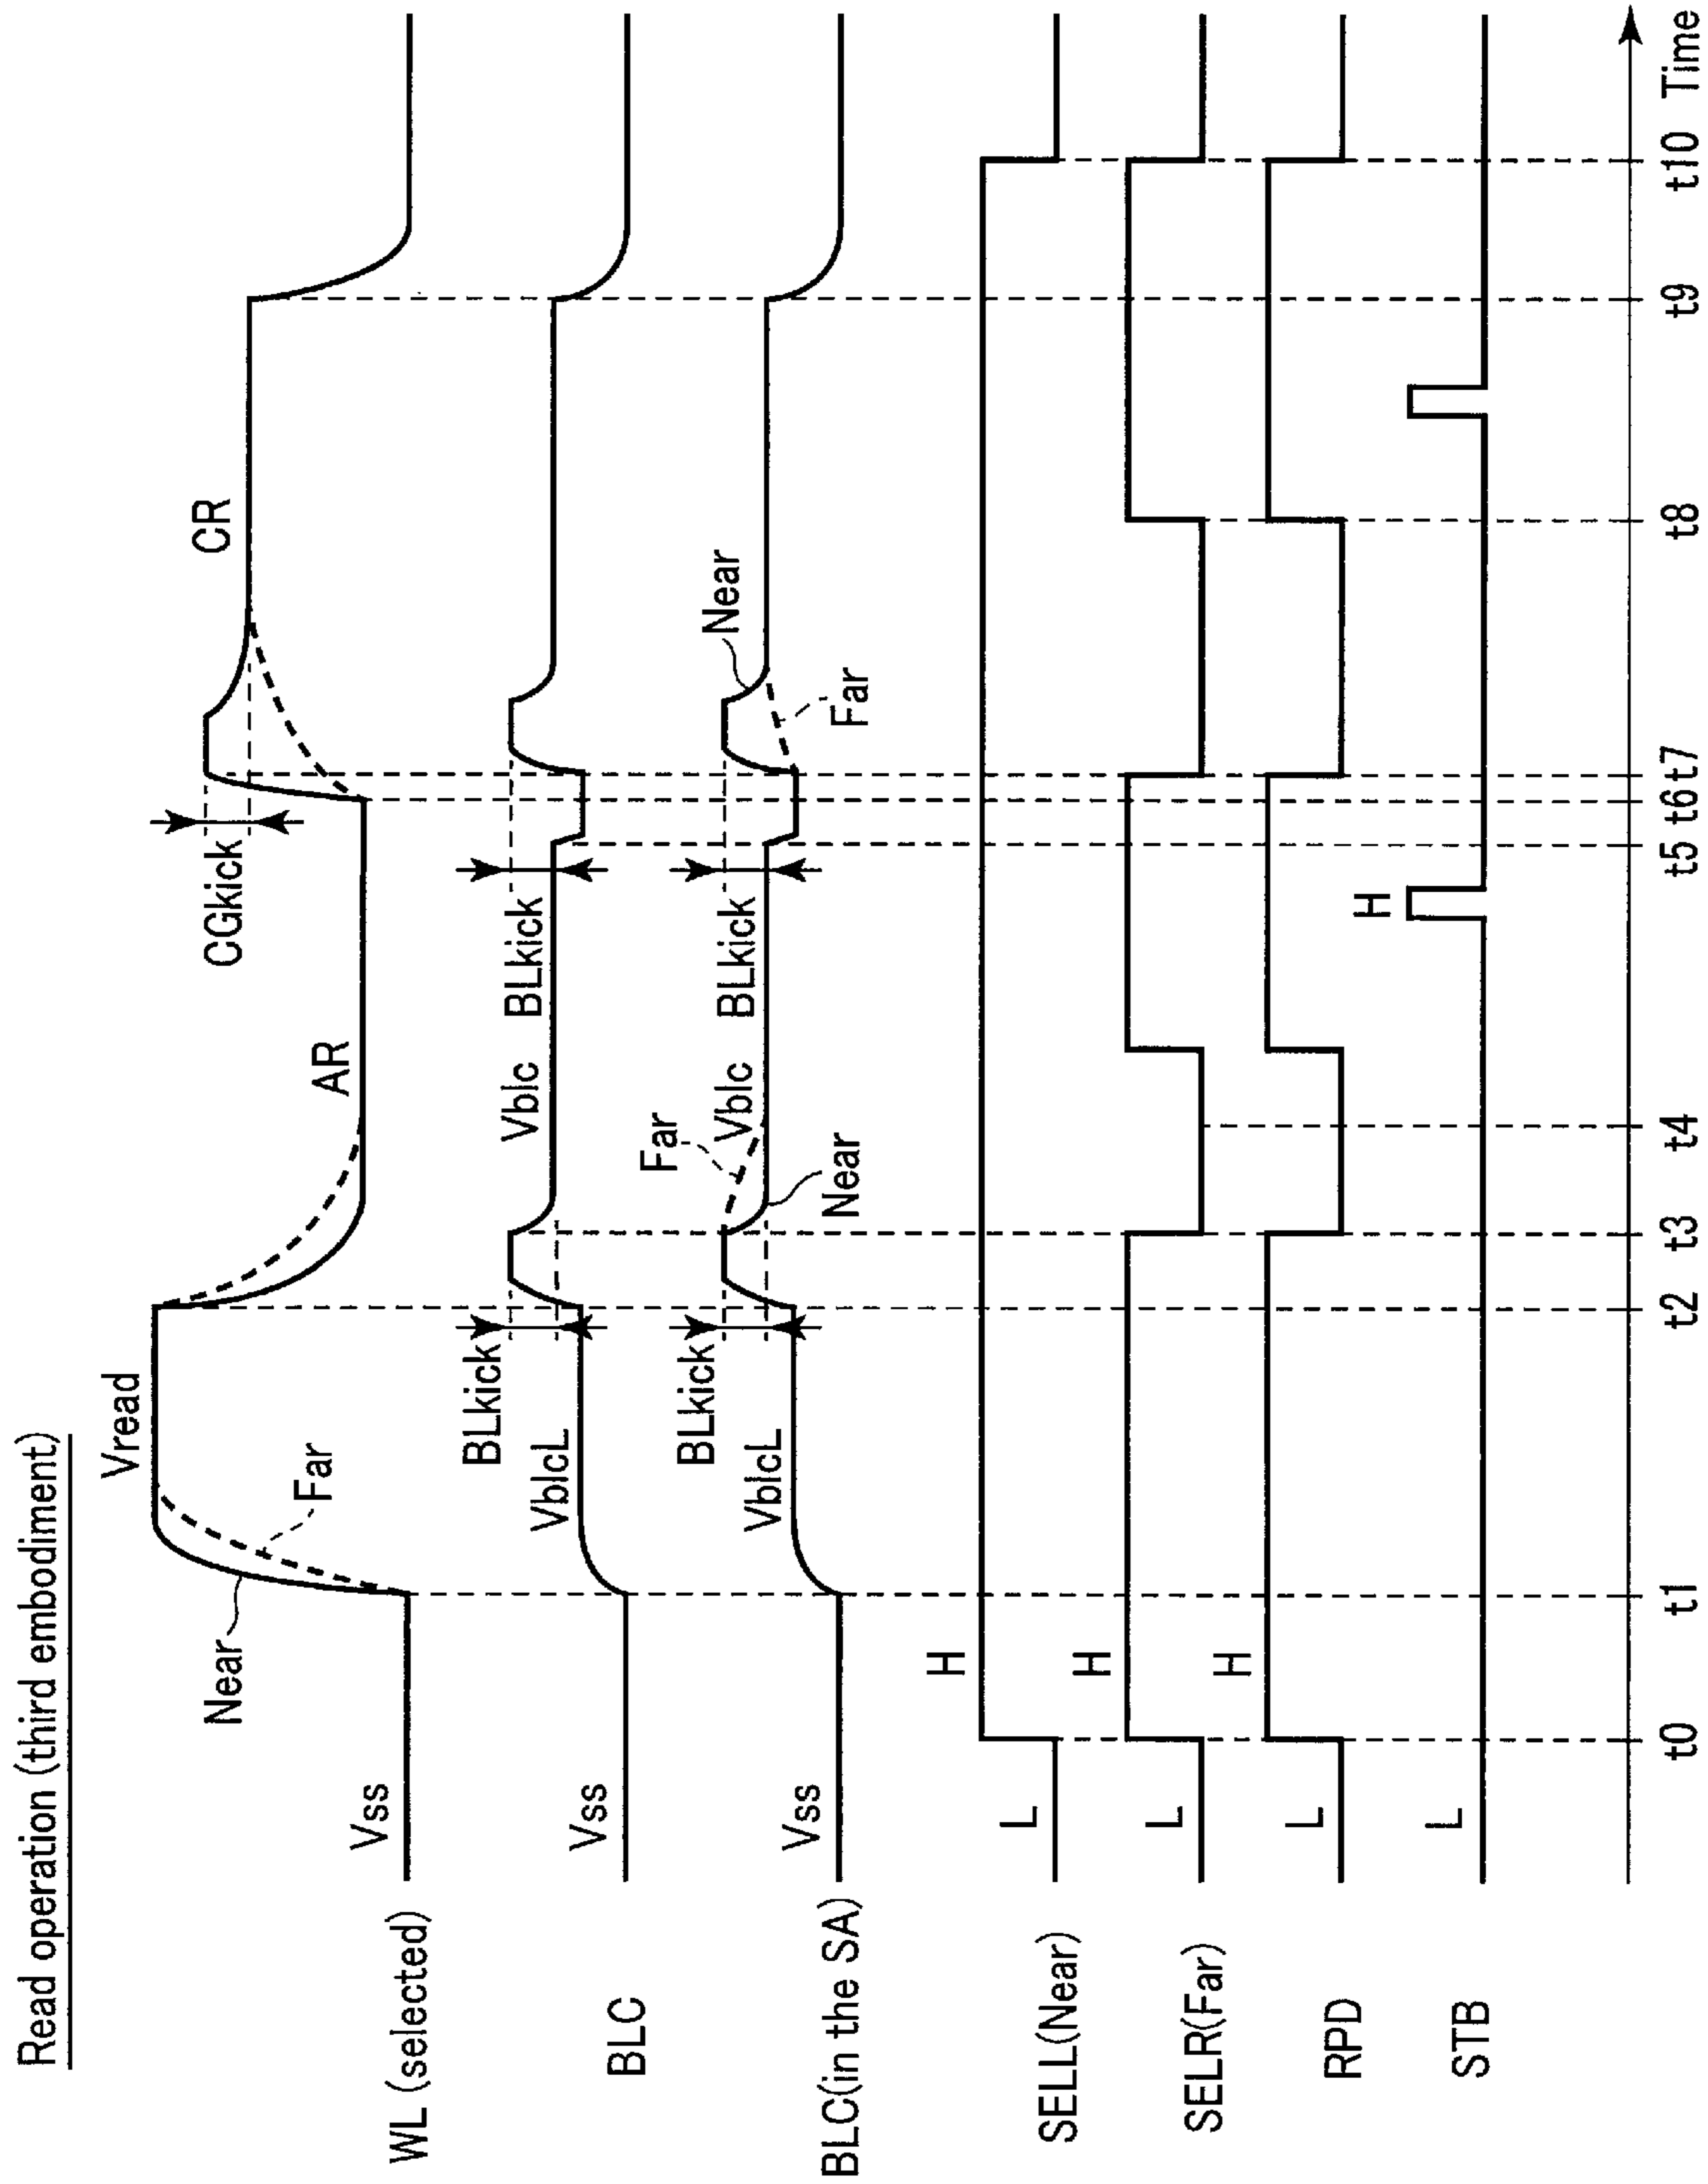 Read operation (third embodiment)
WL (selected)
Vss
Near
Far
Vread
AR
CGkick
CR
BLC
Vss
VblcL
BLkick
Vblc
BLkick
BLC(in the SA)
Vss
VblcL
BLkick
Far
Near
Vblc
BLkick
Near
Far
SELL(Near)
L
H
SELR(Far)
L
H
RPD
L
H
STB
L
H
t0 t1 t2 t3 t4 t5 t6 t7 t8 t9 t10 Time